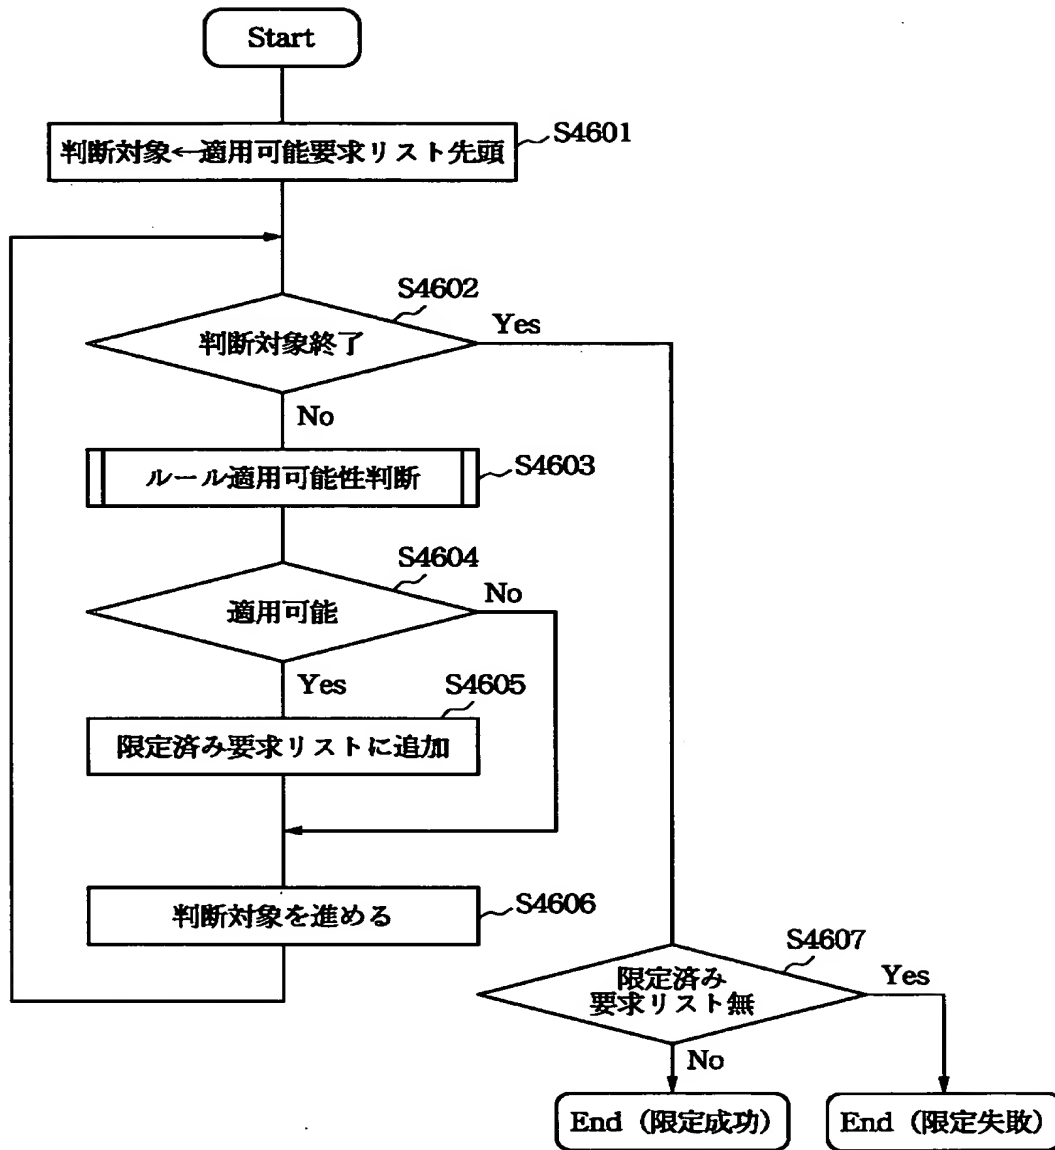 Start
S4601
判断対象←適用可能要求リスト先頭
S4602
判断対象終了
Yes
No
ルール適用可能性判断
S4603
S4604
適用可能
No
Yes
S4605
限定済み要求リストに追加
判断対象を進める
S4606
S4607
限定済み
要求リスト無
Yes
No
End (限定成功)
End (限定失敗)